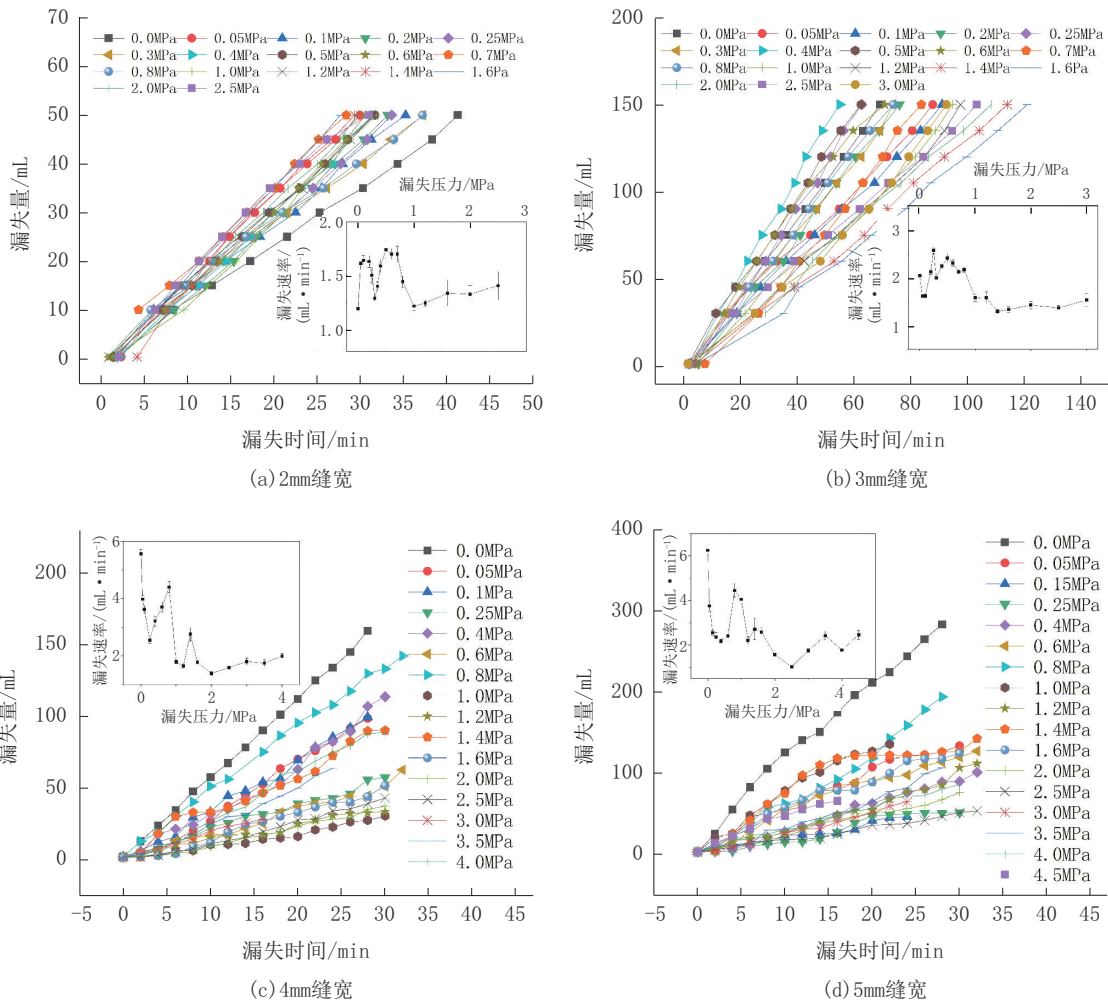 70
60
50
40
30
20
10
0
漏失量/mL
0.0MPa 0.05MPa 0.1MPa 0.2MPa 0.25MPa
0.3MPa 0.4MPa 0.5MPa 0.6MPa 0.7MPa
0.8MPa 1.0MPa 1.2MPa 1.4MPa 1.6Pa
2.0MPa 2.5MPa
漏失压力/MPa
0 1 2 3
2.0
1.5
1.0
漏失速率/
(mL•min⁻¹)
0 5 10 15 20 25 30 35 40 45 50
漏失时间/min
(a)2mm缝宽
200
150
100
50
0
漏失量/mL
0.0MPa 0.05MPa 0.1MPa 0.2MPa 0.25MPa
0.3MPa 0.4MPa 0.5MPa 0.6MPa 0.7MPa
0.8MPa 1.0MPa 1.2MPa 1.4MPa 1.6Pa
2.0MPa 2.5MPa 3.0MPa
漏失压力/MPa
0 1 2 3
3
2
1
漏失速率/
(mL•min⁻¹)
0 20 40 60 80 100 120 140
漏失时间/min
(b)3mm缝宽
200
150
100
50
0
漏失量/mL
6
4
2
漏失速率/(mL•min⁻¹)
0 1 2 3 4
漏失压力/MPa
0.0MPa
0.05MPa
0.1MPa
0.25MPa
0.4MPa
0.6MPa
0.8MPa
1.0MPa
1.2MPa
1.4MPa
1.6MPa
2.0MPa
2.5MPa
3.0MPa
3.5MPa
4.0MPa
-5 0 5 10 15 20 25 30 35 40 45
漏失时间/min
(c)4mm缝宽
400
300
200
100
0
漏失量/mL
6
4
2
漏失速率/(mL•min⁻¹)
0 1 2 3 4
漏失压力/MPa
0.0MPa
0.05MPa
0.15MPa
0.25MPa
0.4MPa
0.6MPa
0.8MPa
1.0MPa
1.2MPa
1.4MPa
1.6MPa
2.0MPa
2.5MPa
3.0MPa
3.5MPa
4.0MPa
4.5MPa
-5 0 5 10 15 20 25 30 35 40 45
漏失时间/min
(d)5mm缝宽